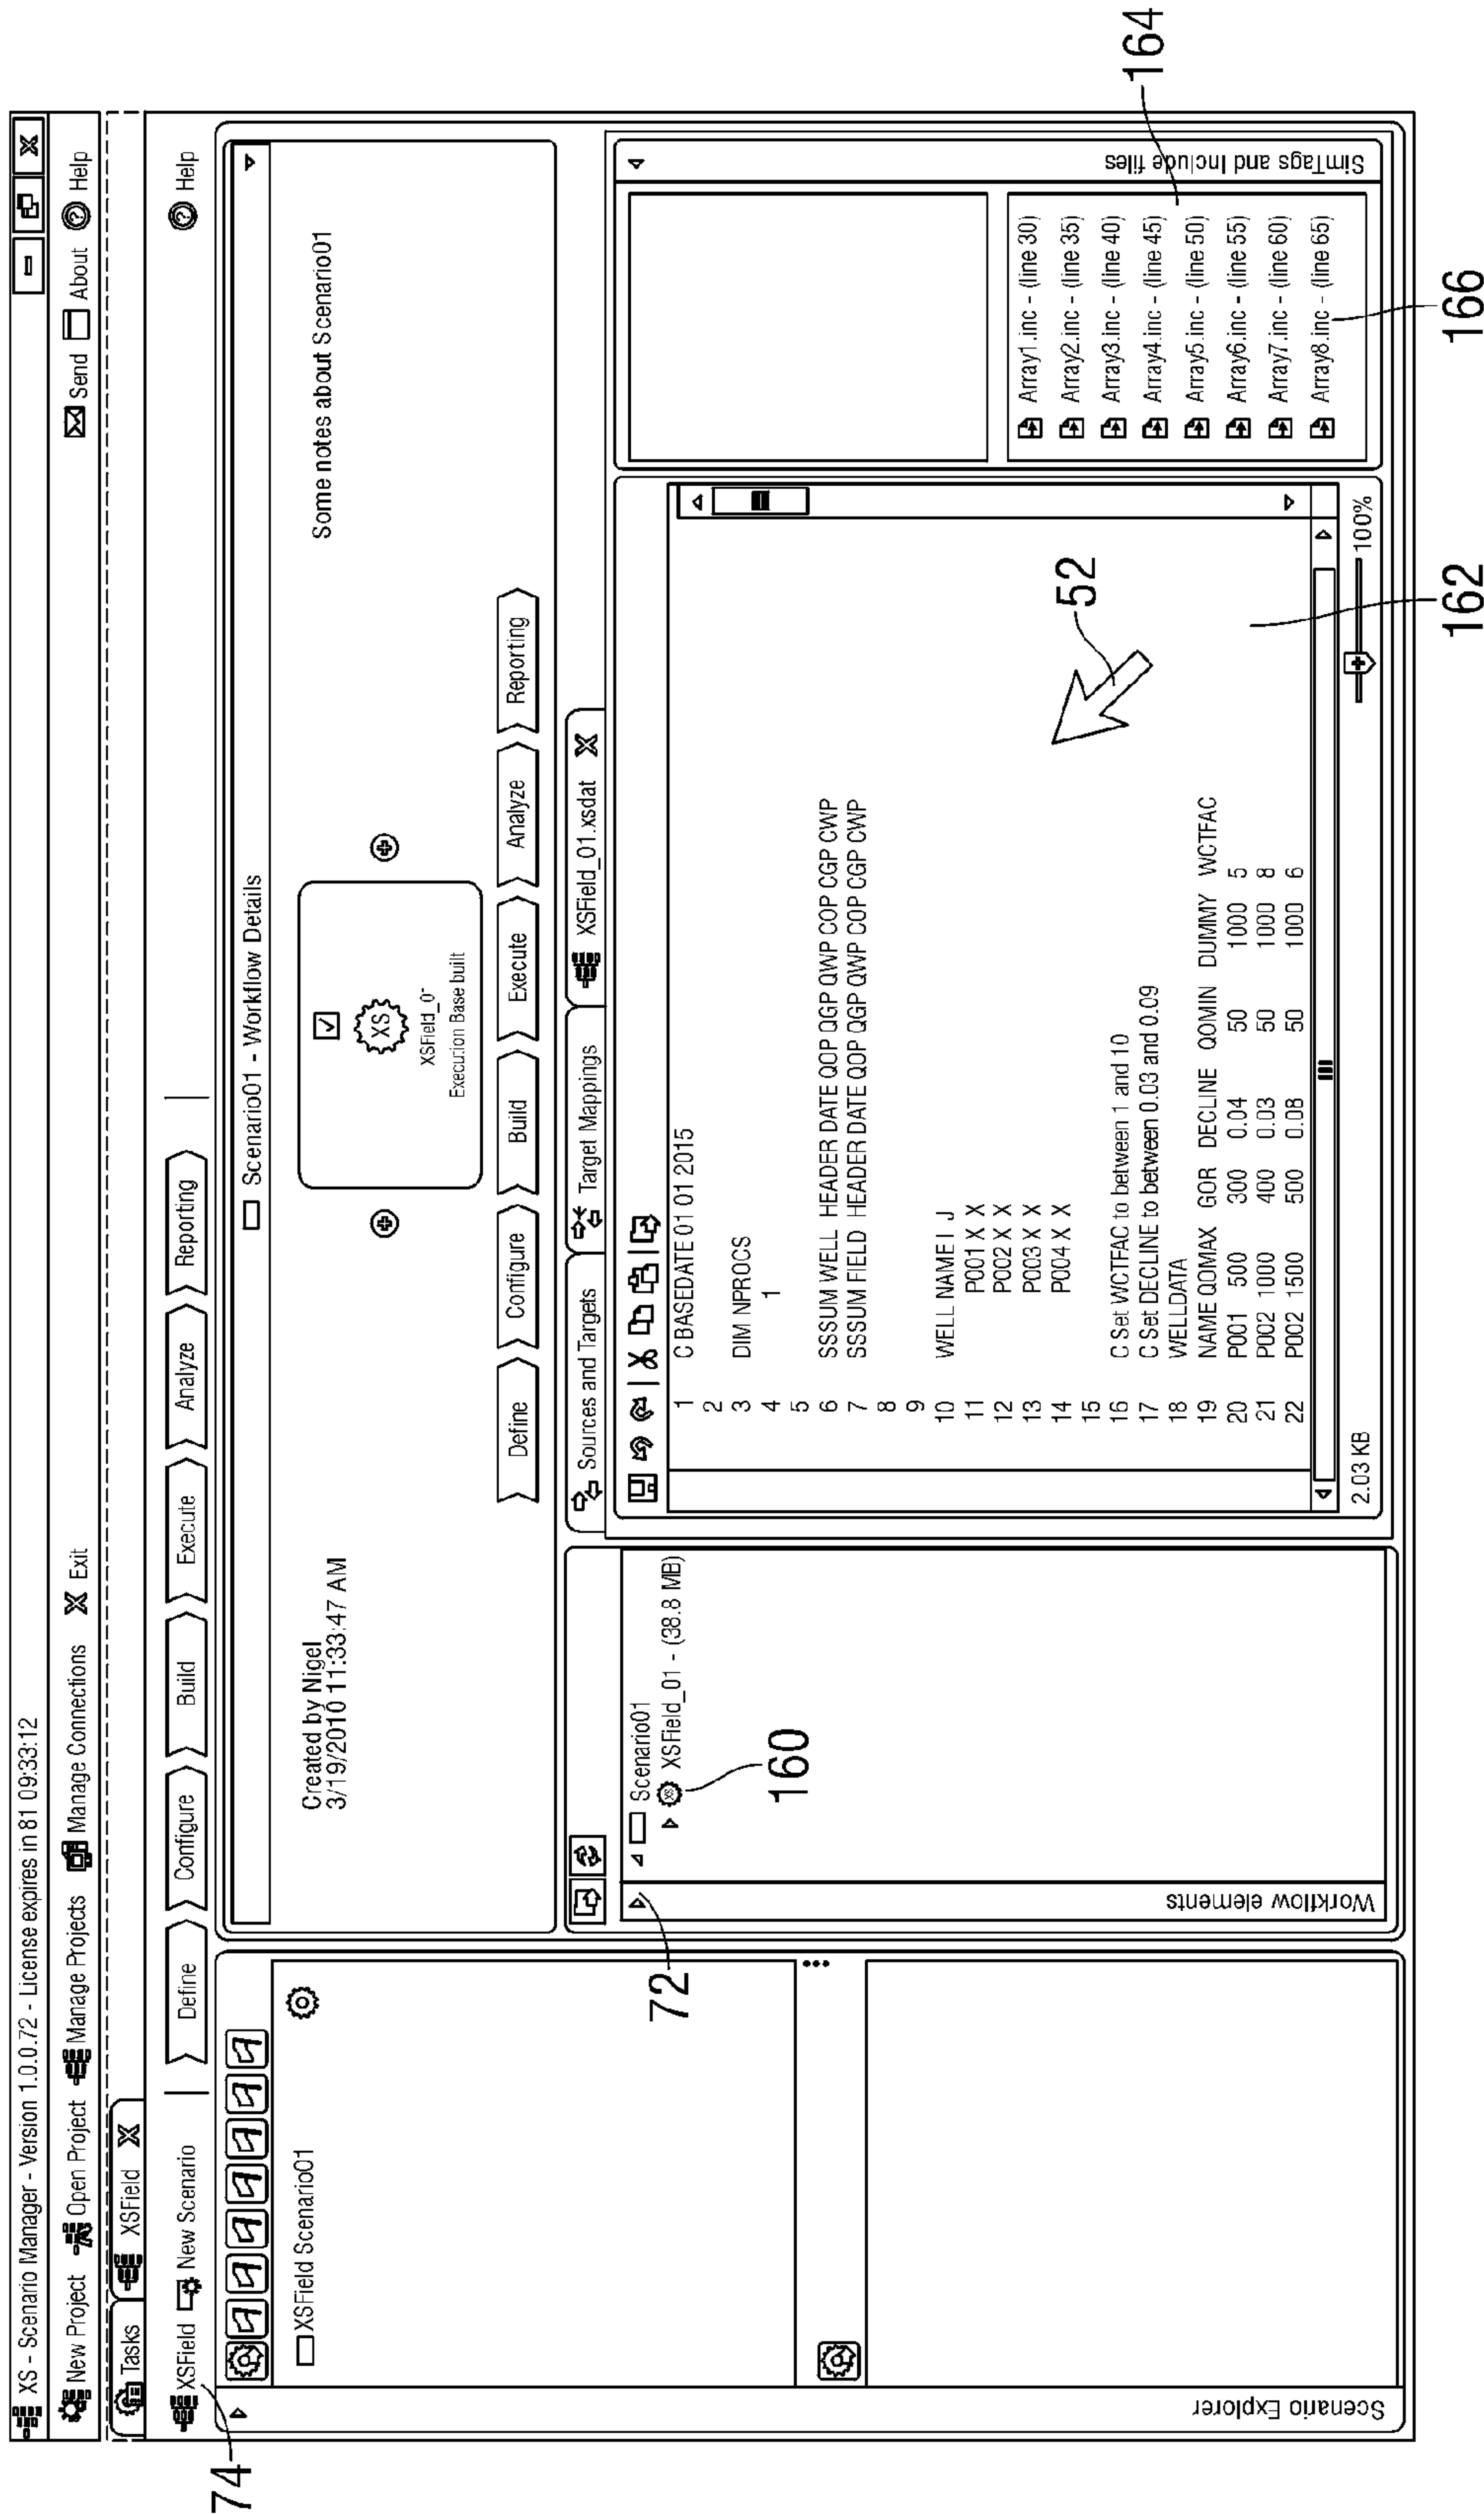 XS - Scenario Manager - Version 1.0.0.72 - License expires in 81 09:33:12
New Project Open Project Manage Projects Manage Connections X Exit
Send About ? Help
Tasks XSField X
74
XSField New Scenario
Define Configure Build Execute Analyze Reporting
? Help
Scenario Explorer
XSField Scenario01
Scenario01 - Workflow Details
Created by Nigel
3/19/2010 11:33:47 AM
XS
XSField_0
Execution Base built
Some notes about Scenario01
Define Configure Build Execute Analyze Reporting
72
Workflow elements
Scenario01
XS XSField_01 - (38.8 MB)
160
Sources and Targets Target Mappings XSField_01.xsdat X
1 C BASEDATE 01 01 2015
2
3 DIM NPROCS
4 1
5
6 SSSUM WELL HEADER DATE QOP QGP QWP COP CGP CWP
7 SSSUM FIELD HEADER DATE QOP QGP QWP COP CGP CWP
8
9
10 WELL NAME I J
11 P001 X X
12 P002 X X
13 P003 X X
14 P004 X X
15
16 C Set WCTFAC to between 1 and 10
17 C Set DECLINE to between 0.03 and 0.09
18 WELLDATA
19 NAME QOMAX GOR DECLINE QOMIN DUMMY WCTFAC
20 P001 500 300 0.04 50 1000 5
21 P002 1000 400 0.03 50 1000 8
22 P002 1500 500 0.08 50 1000 6
2.03 KB
100%
52
162
SimTags and Include files
Array1.inc - (line 30)
Array2.inc - (line 35)
Array3.inc - (line 40)
Array4.inc - (line 45)
Array5.inc - (line 50)
Array6.inc - (line 55)
Array7.inc - (line 60)
Array8.inc - (line 65)
164
166